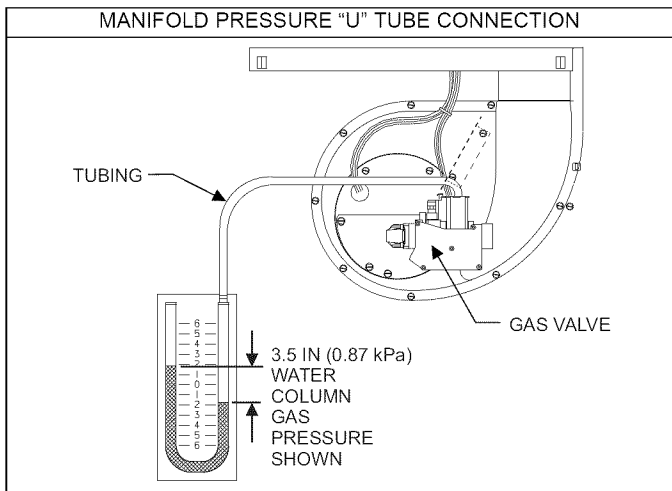 MANIFOLD PRESSURE “U” TUBE CONNECTION
TUBING
GAS VALVE
6
5
4
3
2
1
0
1
2
3
4
5
6
3.5 IN (0.87 kPa)
WATER
COLUMN
GAS
PRESSURE
SHOWN